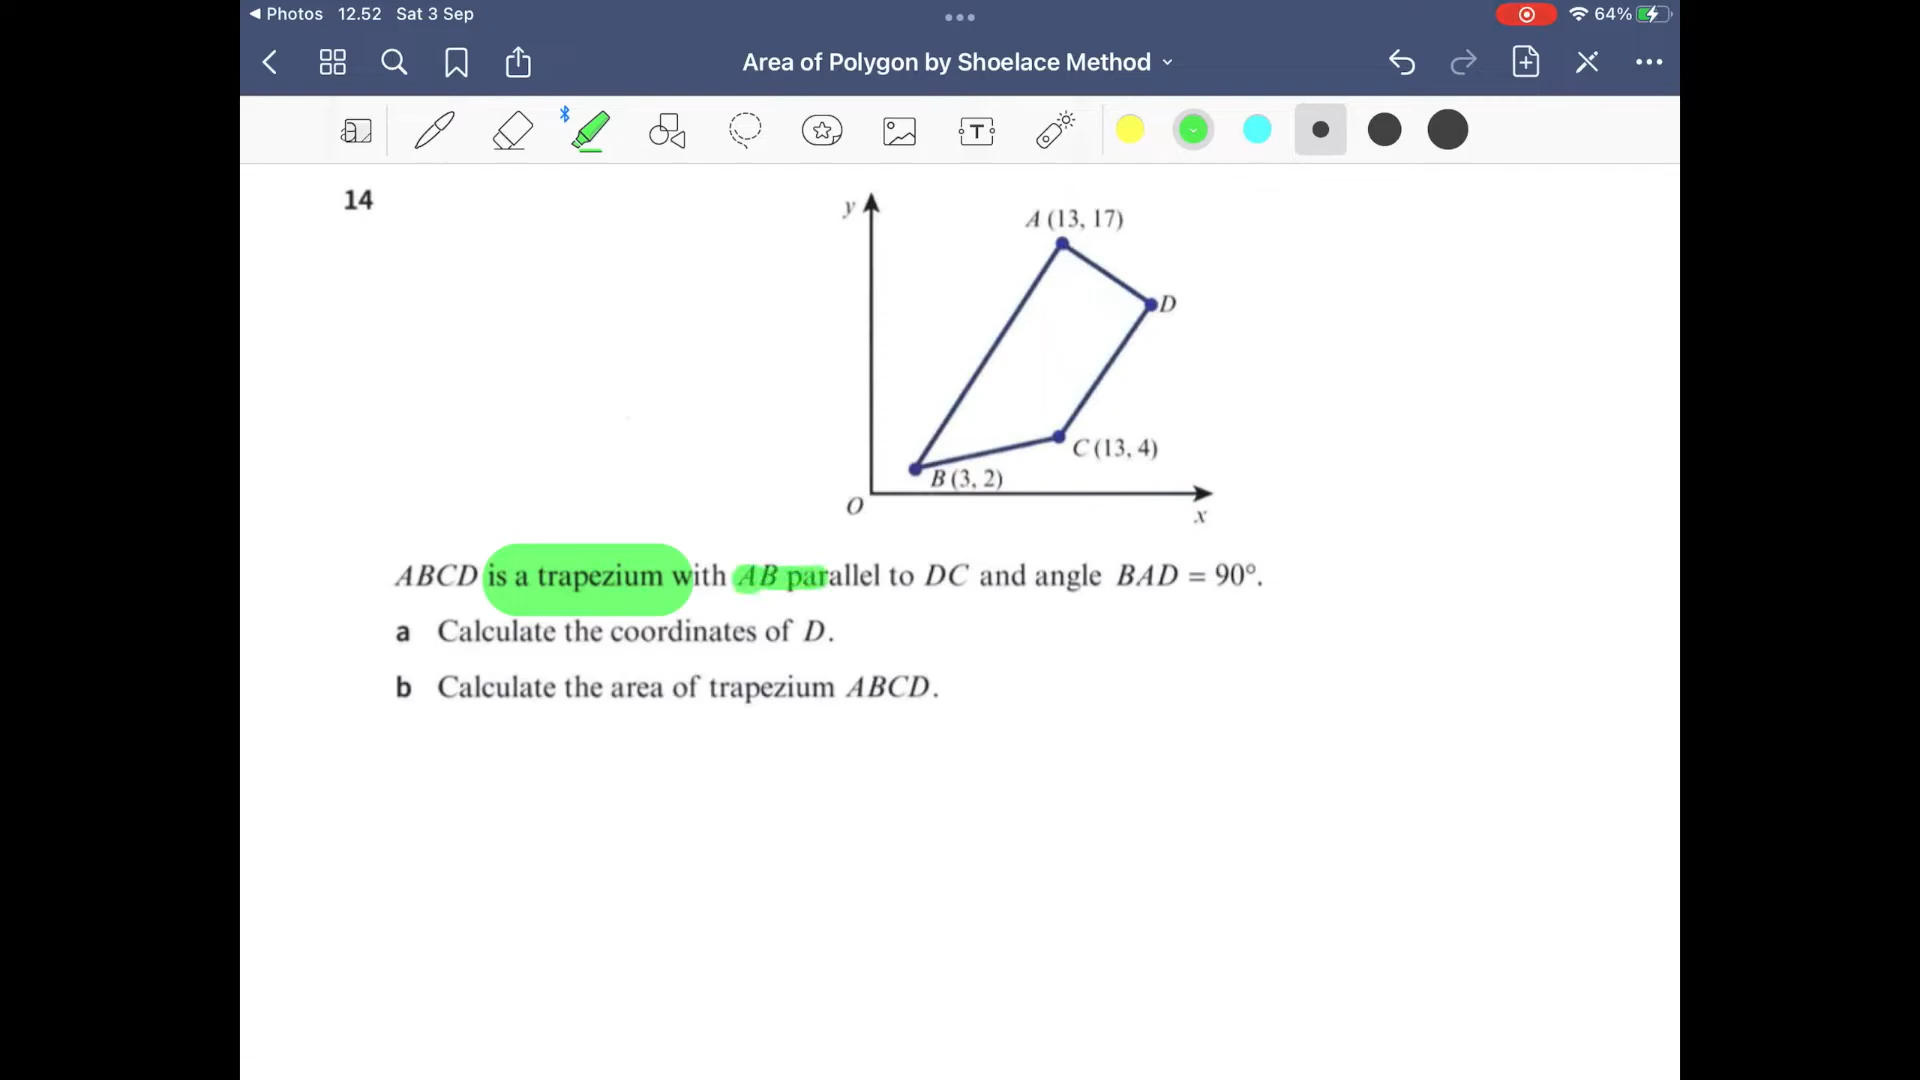 Photos 12.52 Sat 3 Sep
64%
Area of Polygon by Shoelace Method
14
y
A (13, 17)
D
C (13, 4)
B (3, 2)
O
x
ABCD is a trapezium with AB parallel to DC and angle BAD = 90°.
a Calculate the coordinates of D.
b Calculate the area of trapezium ABCD.